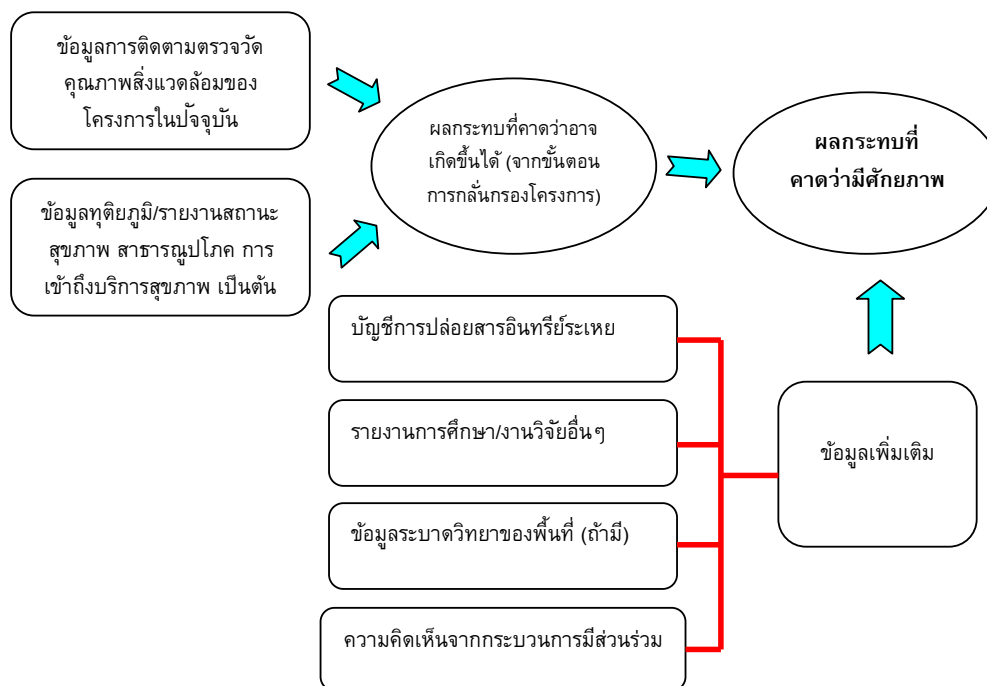 ข้อมูลการติดตามตรวจวัด
คุณภาพสิ่งแวดล้อมของ
โครงการในปัจจุบัน
ผลกระทบที่คาดว่าอาจ
เกิดขึ้นได้ (จากขั้นตอน
การกลั่นกรองโครงการ)
ผลกระทบที่
คาดว่ามีศักยภาพ
ข้อมูลทุติยภูมิ/รายงานสถานะ
สุขภาพ สาธารณูปโภค การ
เข้าถึงบริการสุขภาพ เป็นต้น
บัญชีการปล่อยสารอินทรีย์ระเหย
รายงานการศึกษา/งานวิจัยอื่นๆ
ข้อมูลเพิ่มเติม
ข้อมูลระบาดวิทยาของพื้นที่ (ถ้ามี)
ความคิดเห็นจากกระบวนการมีส่วนร่วม